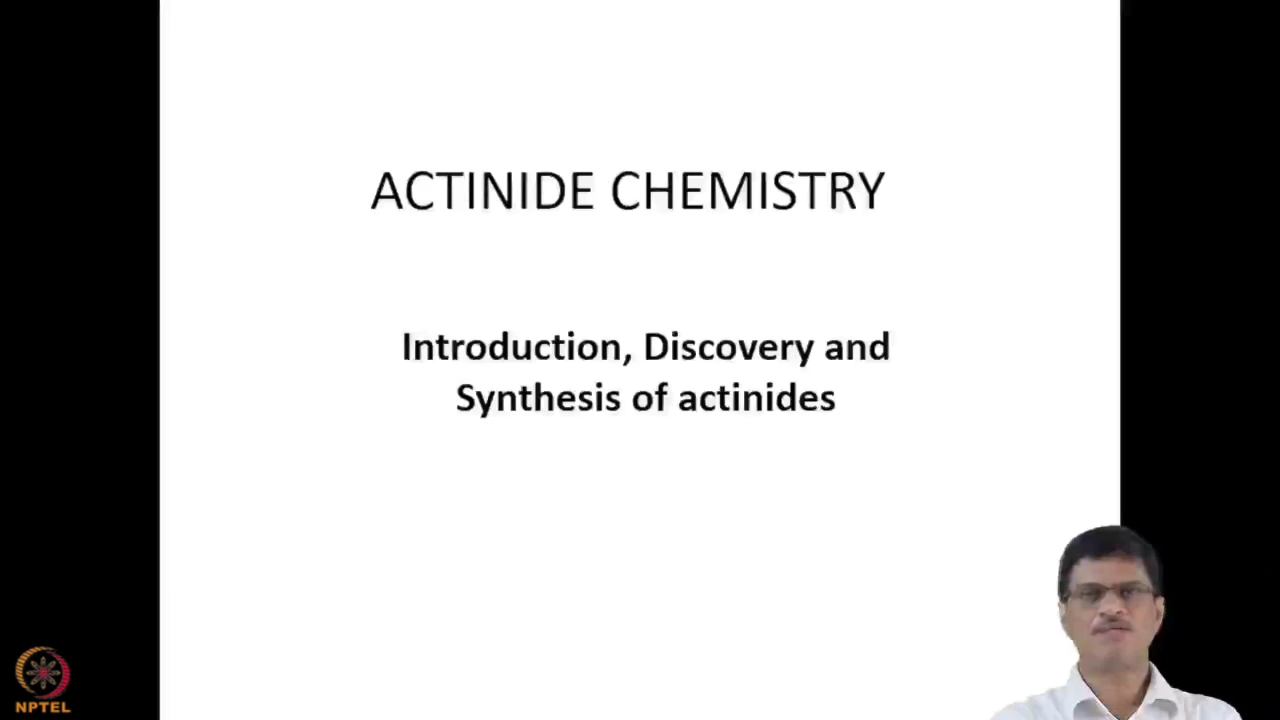 ACTINIDE CHEMISTRY
Introduction, Discovery and
Synthesis of actinides
NPTEL